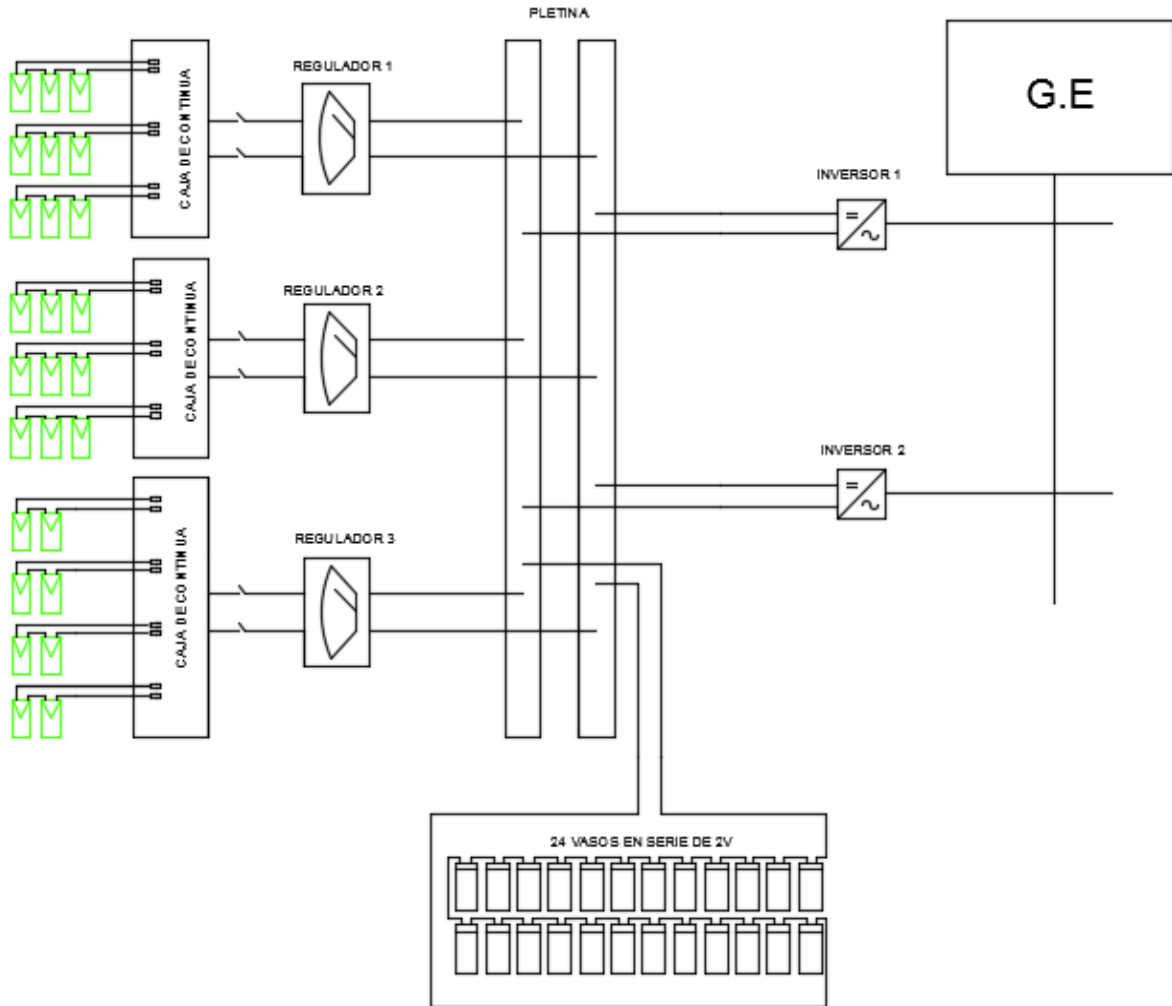 PLETINA
CAJA DE CONTINUA
REGULADOR 1
G.E
INVERSOR 1
CAJA DE CONTINUA
REGULADOR 2
INVERSOR 2
CAJA DE CONTINUA
REGULADOR 3
24 VASOS EN SERIE DE 2V